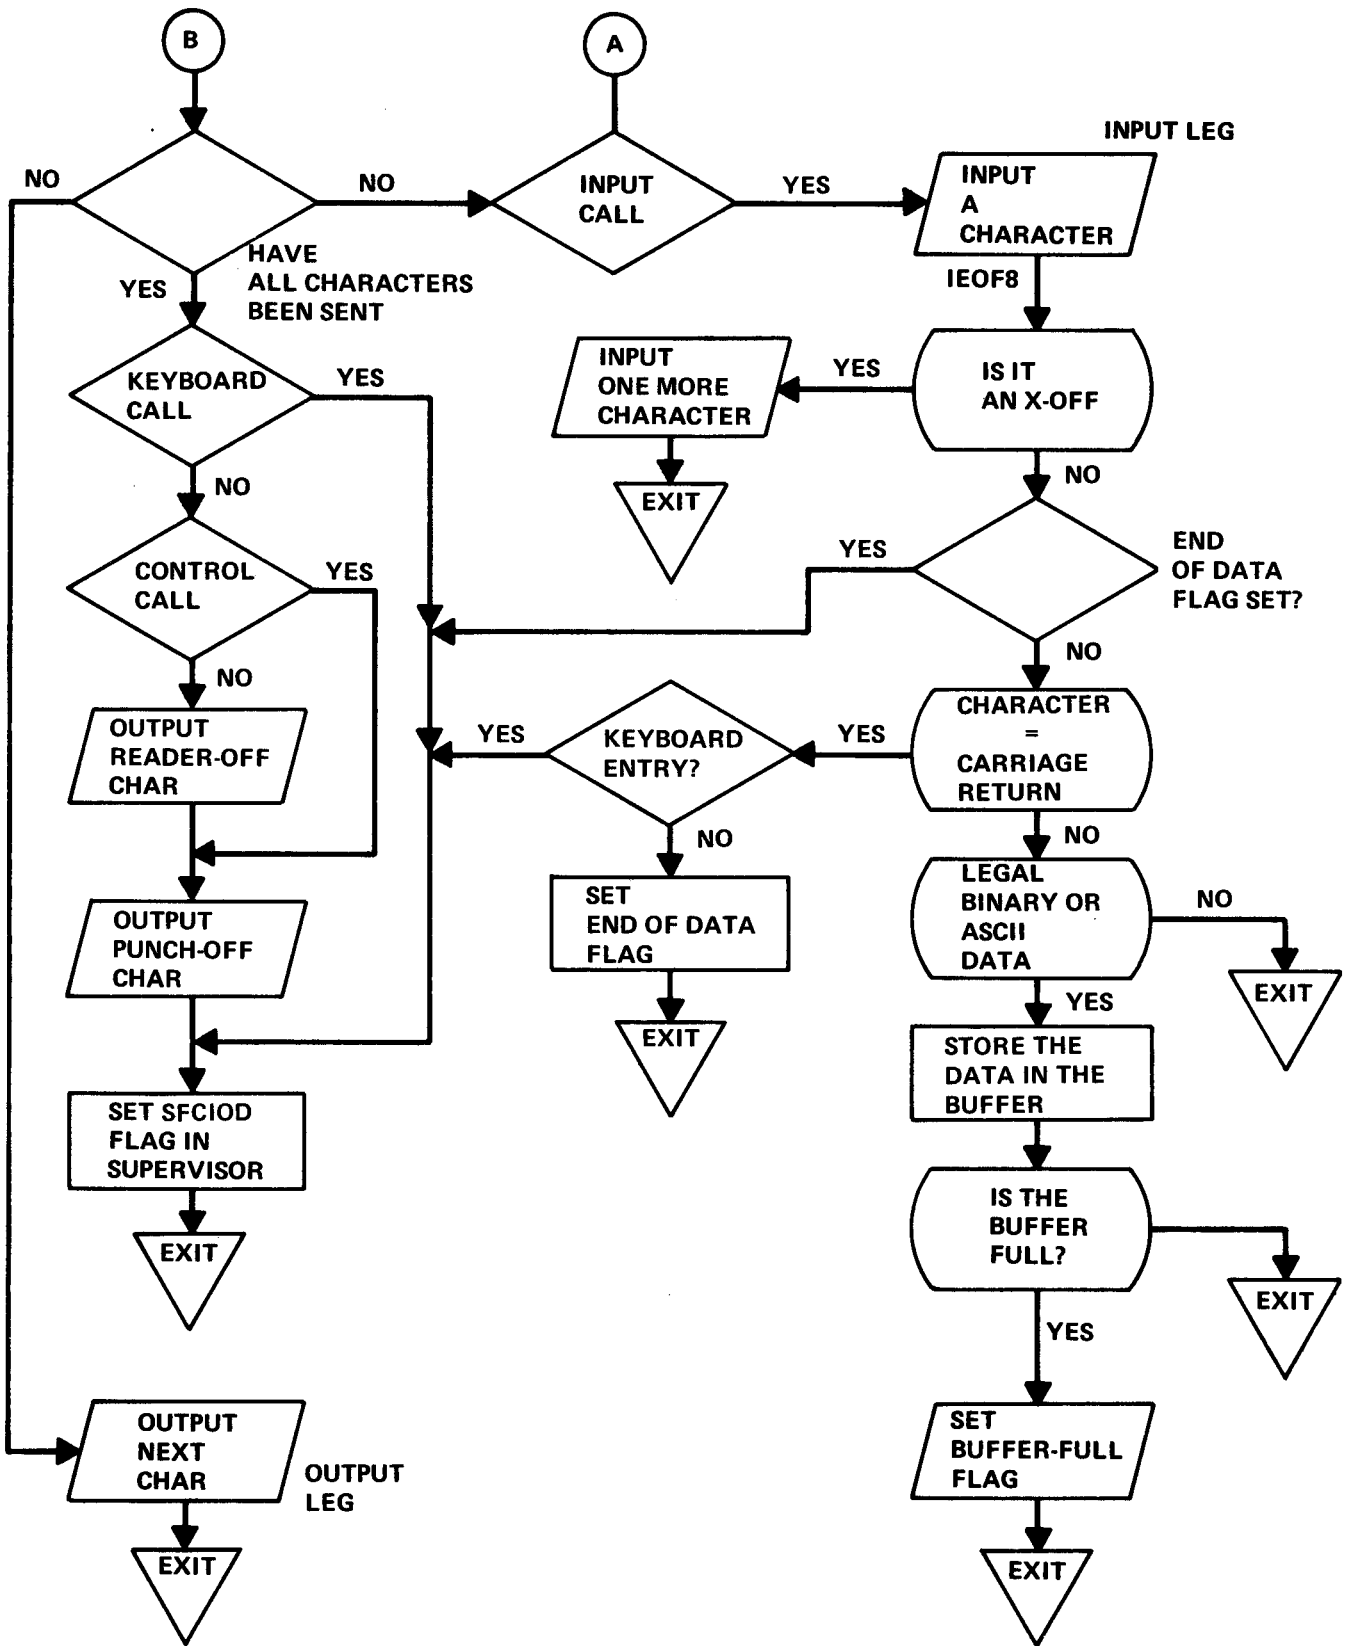 B
A
INPUT LEG
NO
NO
INPUT
CALL
YES
INPUT
A
CHARACTER
HAVE
ALL CHARACTERS
BEEN SENT
YES
IEOF8
KEYBOARD
CALL
YES
INPUT
ONE MORE
CHARACTER
YES
IS IT
AN X-OFF
NO
EXIT
NO
CONTROL
CALL
YES
YES
END
OF DATA
FLAG SET?
NO
NO
OUTPUT
READER-OFF
CHAR
YES
KEYBOARD
ENTRY?
YES
CHARACTER
=
CARRIAGE
RETURN
NO
NO
SET
END OF DATA
FLAG
LEGAL
BINARY OR
ASCII
DATA
NO
OUTPUT
PUNCH-OFF
CHAR
EXIT
YES
EXIT
STORE THE
DATA IN THE
BUFFER
SET SFCIOD
FLAG IN
SUPERVISOR
IS THE
BUFFER
FULL?
EXIT
EXIT
YES
OUTPUT
NEXT
CHAR
OUTPUT
LEG
SET
BUFFER-FULL
FLAG
EXIT
EXIT